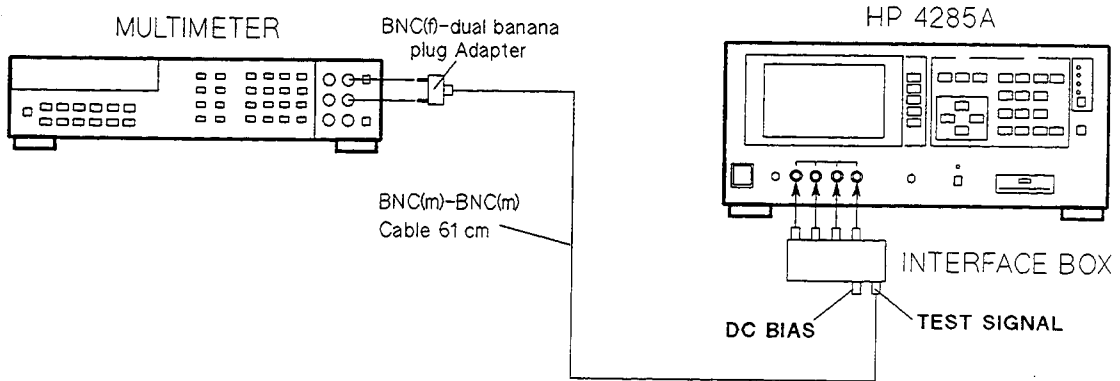 MULTIMETER
BNC(f)-dual banana
plug Adapter
HP 4285A
BNC(m)-BNC(m)
Cable 61 cm
INTERFACE BOX
DC BIAS
TEST SIGNAL